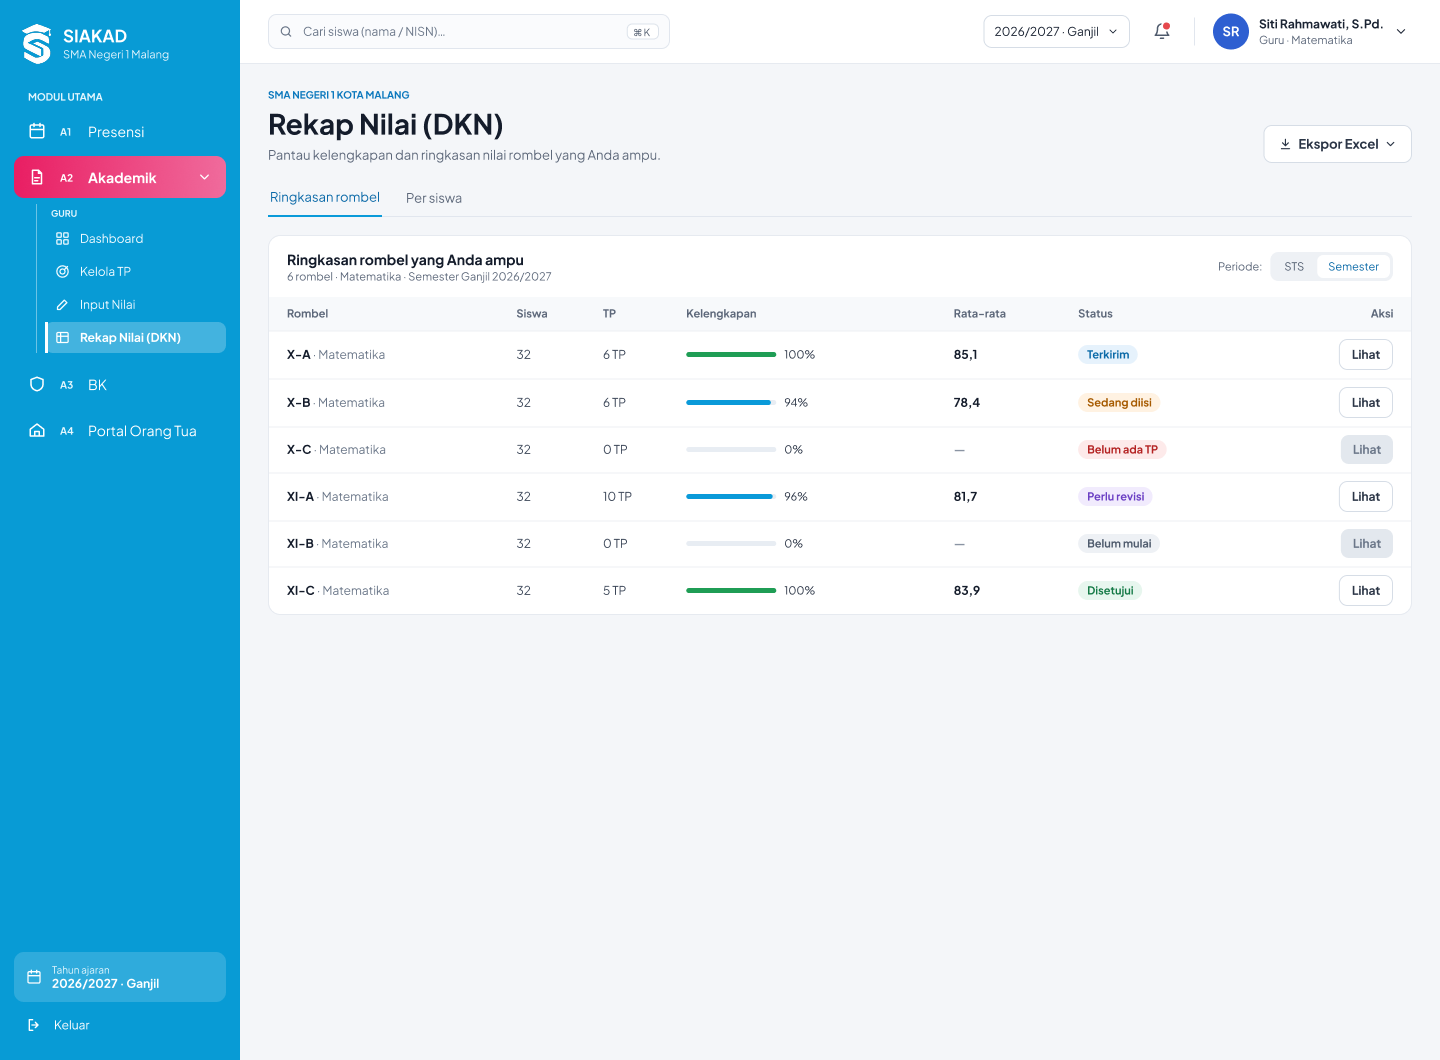 SIAKAD
SMA Negeri 1 Malang
MODUL UTAMA
A1 Presensi
A2 Akademik
GURU
Dashboard
Kelola TP
Input Nilai
Rekap Nilai (DKN)
A3 BK
A4 Portal Orang Tua
Tahun ajaran
2026/2027 · Ganjil
Keluar
Cari siswa (nama / NISN)...
⌘K
2026/2027 · Ganjil
SR
Siti Rahmawati, S.Pd.
Guru · Matematika
SMA NEGERI 1 KOTA MALANG
Rekap Nilai (DKN)
Pantau kelengkapan dan ringkasan nilai rombel yang Anda ampu.
Ekspor Excel
Ringkasan rombel Per siswa
Ringkasan rombel yang Anda ampu
6 rombel · Matematika · Semester Ganjil 2026/2027
Periode: STS Semester
Rombel Siswa TP Kelengkapan Rata-rata Status Aksi
X-A · Matematika 32 6 TP 100% 85,1 Terkirim Lihat
X-B · Matematika 32 6 TP 94% 78,4 Sedang diisi Lihat
X-C · Matematika 32 0 TP 0% — Belum ada TP Lihat
XI-A · Matematika 32 10 TP 96% 81,7 Perlu revisi Lihat
XI-B · Matematika 32 0 TP 0% — Belum mulai Lihat
XI-C · Matematika 32 5 TP 100% 83,9 Disetujui Lihat